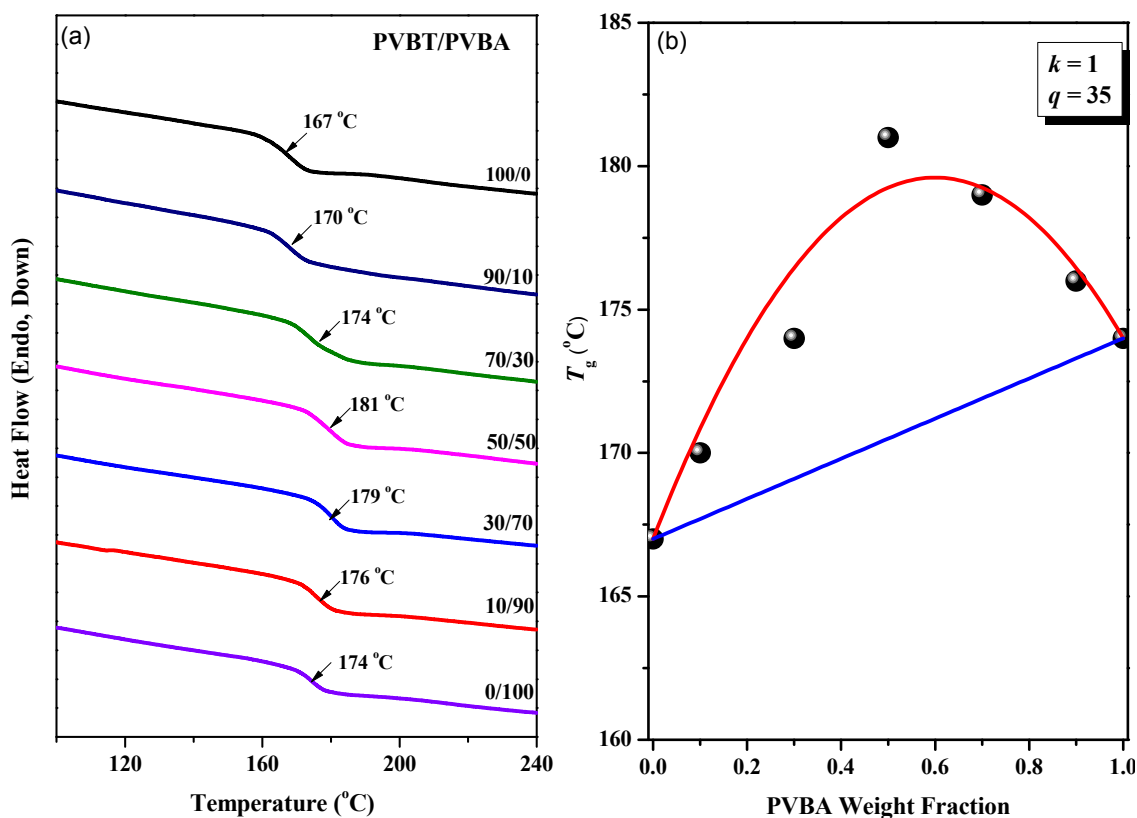 (a)
PVBT/PVBA
167 °C
100/0
170 °C
90/10
174 °C
70/30
181 °C
50/50
179 °C
30/70
176 °C
10/90
174 °C
0/100
Heat Flow (Endo, Down)
120 160 200 240
Temperature (°C)
(b)
k = 1
q = 35
185
180
175
170
165
160
Tg (°C)
0.0 0.2 0.4 0.6 0.8 1.0
PVBA Weight Fraction